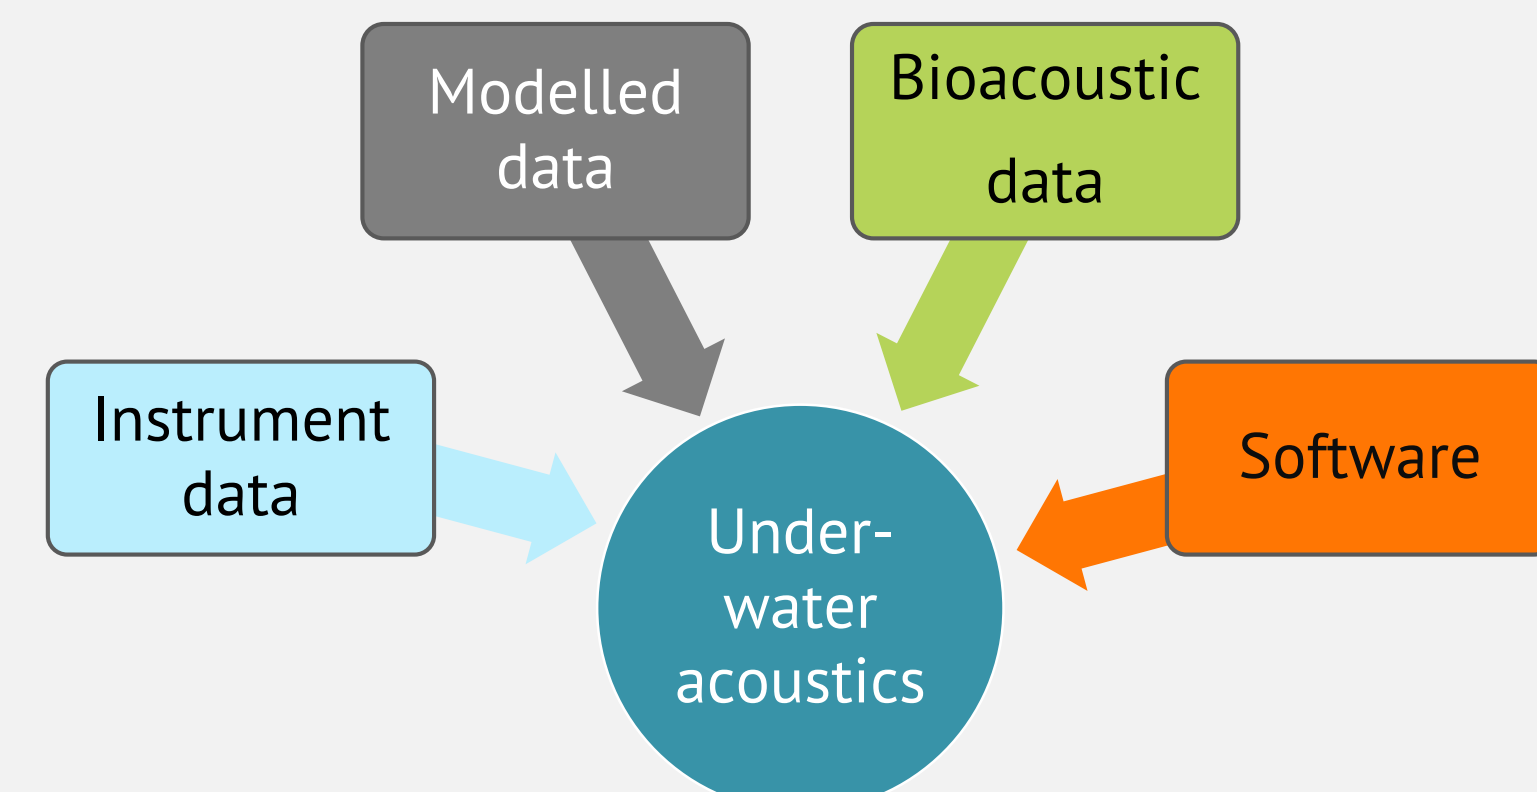 Modelled
data
Bioacoustic
data
Instrument
data
Software
Under-
water
acoustics